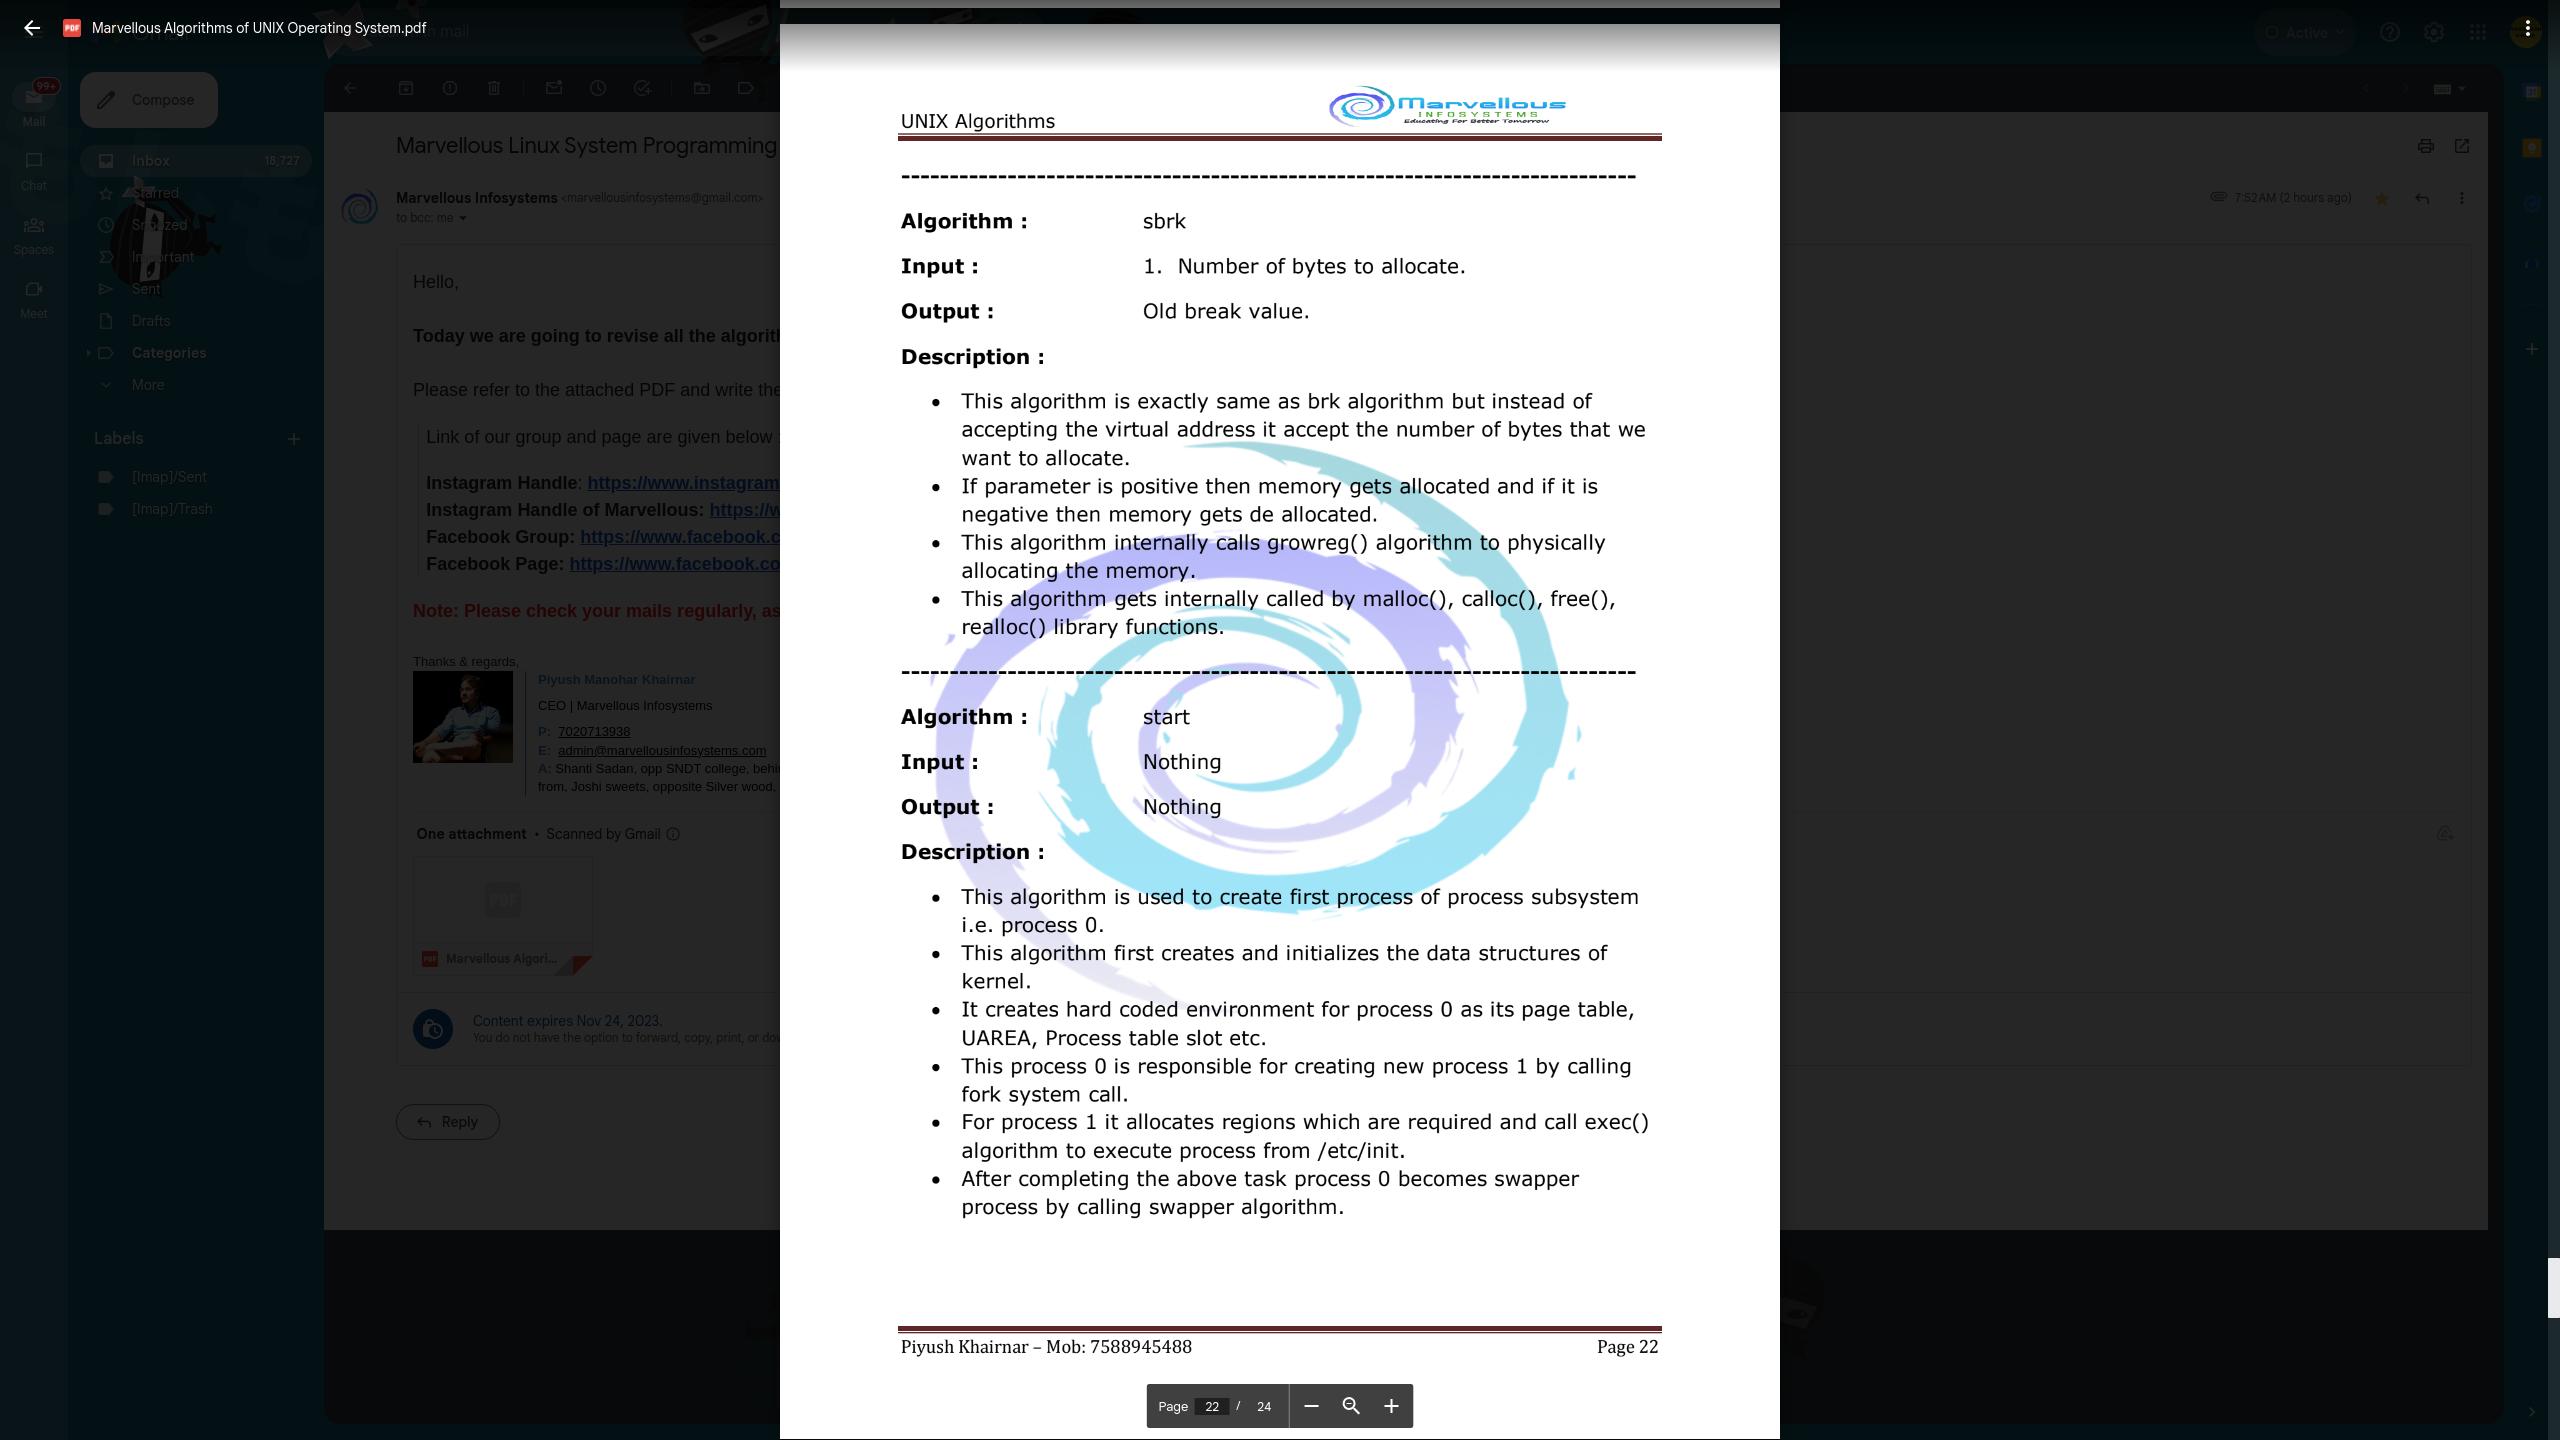 Marvellous Algorithms of UNIX Operating System.pdf
mail
Active
99+
Mail
Compose
Chat
Spaces
Meet
Inbox 18,727
Starred
Snoozed
Important
Sent
Drafts
Categories
More
Labels
[Imap]/Sent
[Imap]/Trash
Marvellous Linux System Programming
Marvellous Infosystems <marvellousinfosystems@gmail.com>
to bcc: me
7:52 AM (2 hours ago)
Hello,
Today we are going to revise all the algorith
Please refer to the attached PDF and write the
Link of our group and page are given below :
Instagram Handle: https://www.instagram
Instagram Handle of Marvellous: https://w
Facebook Group: https://www.facebook.c
Facebook Page: https://www.facebook.co
Note: Please check your mails regularly, as
Thanks & regards,
Piyush Manohar Khairnar
CEO | Marvellous Infosystems
P: 7020713938
E: admin@marvellousinfosystems.com
A: Shanti Sadan, opp SNDT college, behi
from, Joshi sweets, opposite Silver wood,
One attachment • Scanned by Gmail
PDF
PDF Marvellous Algori...
Content expires Nov 24, 2023.
You do not have the option to forward, copy, print, or dow
Reply
UNIX Algorithms
Marvellous
INFOSYSTEMS
Educating For Better Tomorrow
--------------------------------------------------------------------------
Algorithm : sbrk
Input : 1. Number of bytes to allocate.
Output : Old break value.
Description :
• This algorithm is exactly same as brk algorithm but instead of
accepting the virtual address it accept the number of bytes that we
want to allocate.
• If parameter is positive then memory gets allocated and if it is
negative then memory gets de allocated.
• This algorithm internally calls growreg() algorithm to physically
allocating the memory.
• This algorithm gets internally called by malloc(), calloc(), free(),
realloc() library functions.
--------------------------------------------------------------------------
Algorithm : start
Input : Nothing
Output : Nothing
Description :
• This algorithm is used to create first process of process subsystem
i.e. process 0.
• This algorithm first creates and initializes the data structures of
kernel.
• It creates hard coded environment for process 0 as its page table,
UAREA, Process table slot etc.
• This process 0 is responsible for creating new process 1 by calling
fork system call.
• For process 1 it allocates regions which are required and call exec()
algorithm to execute process from /etc/init.
• After completing the above task process 0 becomes swapper
process by calling swapper algorithm.
Piyush Khairnar – Mob: 7588945488 Page 22
Page 22 / 24